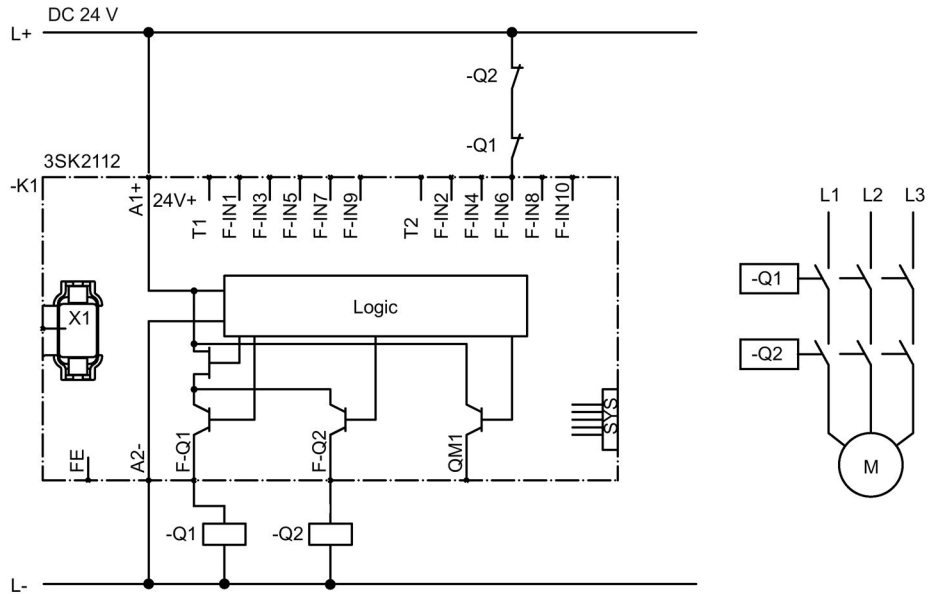 DC 24 V
L+
-Q2
-Q1
3SK2112
-K1
A1+
24V+
T1
F-IN1
F-IN3
F-IN5
F-IN7
F-IN9
T2
F-IN2
F-IN4
F-IN6
F-IN8
F-IN10
L1 L2 L3
-Q1
Logic
X1
-Q2
SYS
FE
A2-
F-Q1
F-Q2
QM1
M
-Q1
-Q2
L-